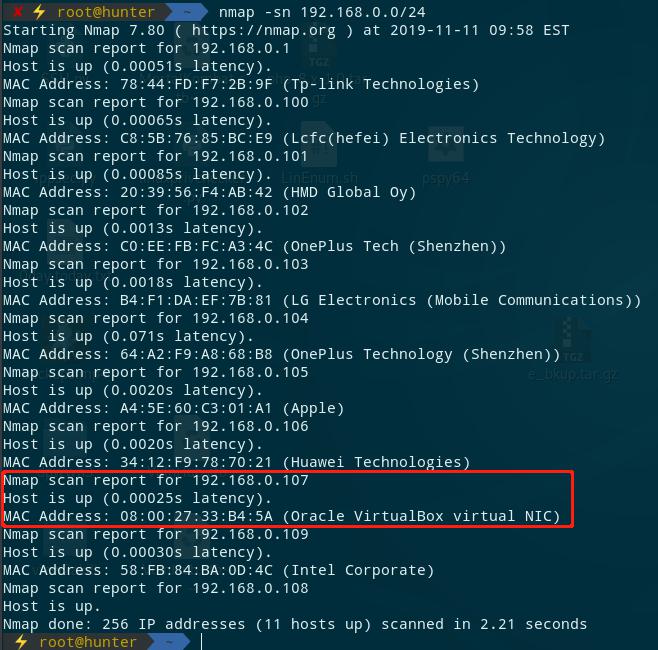 ✘ ⚡ root@hunter ~ nmap -sn 192.168.0.0/24
Starting Nmap 7.80 ( https://nmap.org ) at 2019-11-11 09:58 EST
Nmap scan report for 192.168.0.1
Host is up (0.00051s latency).
MAC Address: 78:44:FD:F7:2B:9F (Tp-link Technologies)
Nmap scan report for 192.168.0.100
Host is up (0.00065s latency).
MAC Address: C8:5B:76:85:BC:E9 (Lcfc(hefei) Electronics Technology)
Nmap scan report for 192.168.0.101
Host is up (0.00085s latency).
MAC Address: 20:39:56:F4:AB:42 (HMD Global Oy)
Nmap scan report for 192.168.0.102
Host is up (0.0013s latency).
MAC Address: C0:EE:FB:FC:A3:4C (OnePlus Tech (Shenzhen))
Nmap scan report for 192.168.0.103
Host is up (0.0018s latency).
MAC Address: B4:F1:DA:EF:7B:81 (LG Electronics (Mobile Communications))
Nmap scan report for 192.168.0.104
Host is up (0.071s latency).
MAC Address: 64:A2:F9:A8:68:B8 (OnePlus Technology (Shenzhen))
Nmap scan report for 192.168.0.105
Host is up (0.0020s latency).
MAC Address: A4:5E:60:C3:01:A1 (Apple)
Nmap scan report for 192.168.0.106
Host is up (0.0020s latency).
MAC Address: 34:12:F9:78:70:21 (Huawei Technologies)
Nmap scan report for 192.168.0.107
Host is up (0.00025s latency).
MAC Address: 08:00:27:33:B4:5A (Oracle VirtualBox virtual NIC)
Nmap scan report for 192.168.0.109
Host is up (0.00030s latency).
MAC Address: 58:FB:84:BA:0D:4C (Intel Corporate)
Nmap scan report for 192.168.0.108
Host is up.
Nmap done: 256 IP addresses (11 hosts up) scanned in 2.21 seconds
⚡ root@hunter ~
TGZ
LinEnum.sh
pspy64
TGZ
e_bkup.tar.gz